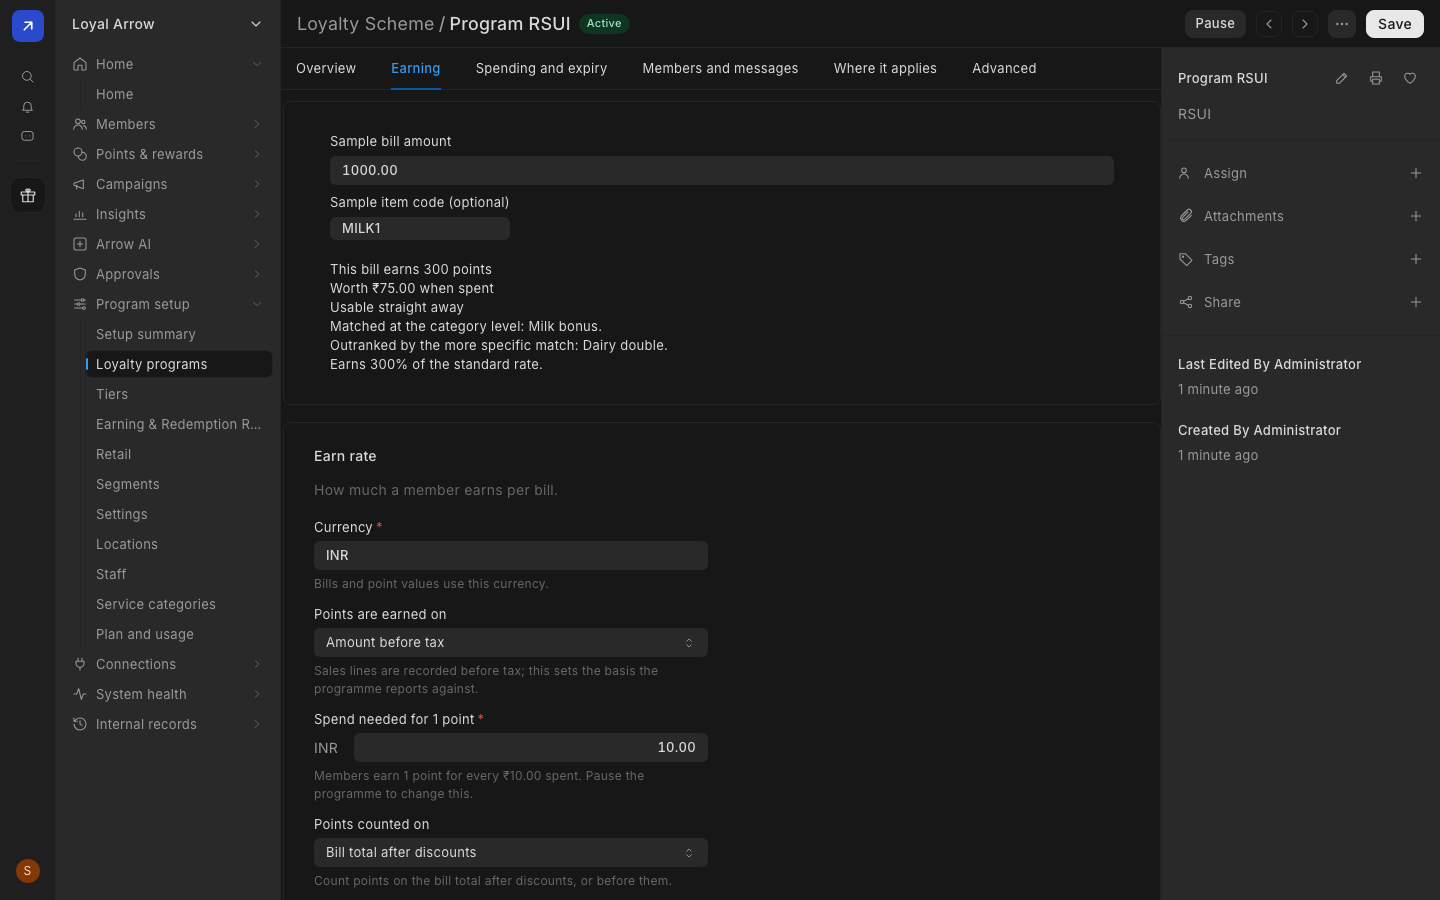 Loyal Arrow
Home
Home
Members
Points & rewards
Campaigns
Insights
Arrow AI
Approvals
Program setup
Setup summary
Loyalty programs
Tiers
Earning & Redemption R...
Retail
Segments
Settings
Locations
Staff
Service categories
Plan and usage
Connections
System health
Internal records
S
Loyalty Scheme / Program RSUI Active
Pause
Save
Overview Earning Spending and expiry Members and messages Where it applies Advanced
Sample bill amount
1000.00
Sample item code (optional)
MILK1
This bill earns 300 points
Worth ₹75.00 when spent
Usable straight away
Matched at the category level: Milk bonus.
Outranked by the more specific match: Dairy double.
Earns 300% of the standard rate.
Earn rate
How much a member earns per bill.
Currency *
INR
Bills and point values use this currency.
Points are earned on
Amount before tax
Sales lines are recorded before tax; this sets the basis the
programme reports against.
Spend needed for 1 point *
INR 10.00
Members earn 1 point for every ₹10.00 spent. Pause the
programme to change this.
Points counted on
Bill total after discounts
Count points on the bill total after discounts, or before them.
Program RSUI
RSUI
Assign
Attachments
Tags
Share
Last Edited By Administrator
1 minute ago
Created By Administrator
1 minute ago